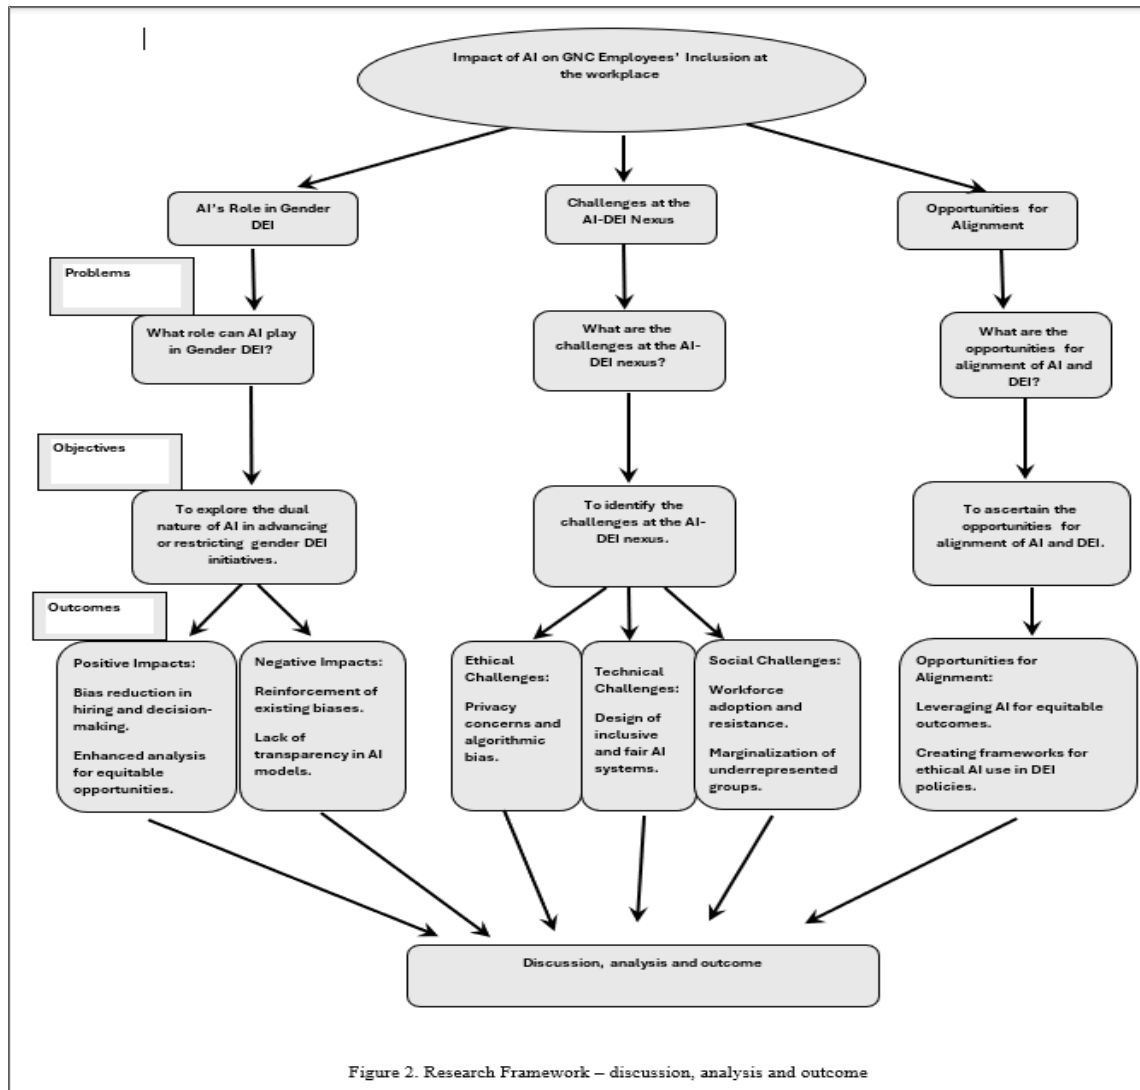 Impact of AI on GNC Employees' Inclusion at
the workplace
AI's Role in Gender
DEI
Challenges at the
AI-DEI Nexus
Opportunities for
Alignment
Problems
What role can AI play
in Gender DEI?
What are the
challenges at the AI-
DEI nexus?
What are the
opportunities for
alignment of AI and
DEI?
Objectives
To explore the dual
nature of AI in advancing
or restricting gender DEI
initiatives.
To identify the
challenges at the AI-
DEI nexus.
To ascertain the
opportunities for
alignment of AI and DEI.
Outcomes
Positive Impacts:
Bias reduction in
hiring and decision-
making.
Enhanced analysis
for equitable
opportunities.
Negative Impacts:
Reinforcement of
existing biases.
Lack of
transparency in AI
models.
Ethical
Challenges:
Privacy
concerns and
algorithmic
bias.
Technical
Challenges:
Design of
inclusive
and fair AI
systems.
Social Challenges:
Workforce
adoption and
resistance.
Marginalization of
underrepresented
groups.
Opportunities for
Alignment:
Leveraging AI for equitable
outcomes.
Creating frameworks for
ethical AI use in DEI
policies.
Discussion, analysis and outcome
Figure 2. Research Framework – discussion, analysis and outcome